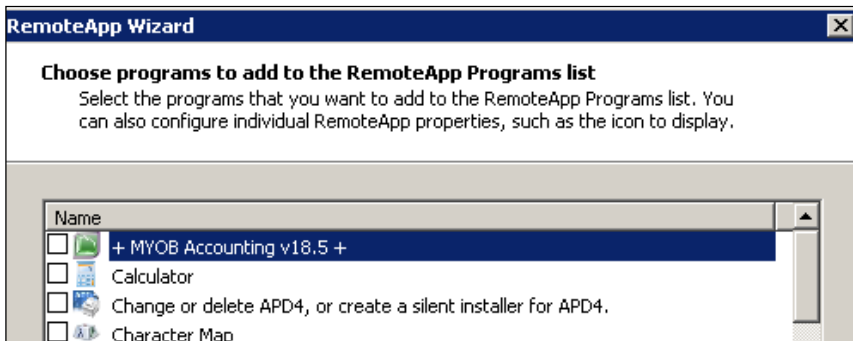 RemoteApp Wizard
Choose programs to add to the RemoteApp Programs list
Select the programs that you want to add to the RemoteApp Programs list. You
can also configure individual RemoteApp properties, such as the icon to display.
Name
+ MYOB Accounting v18.5 +
Calculator
Change or delete APD4, or create a silent installer for APD4.
Character Map